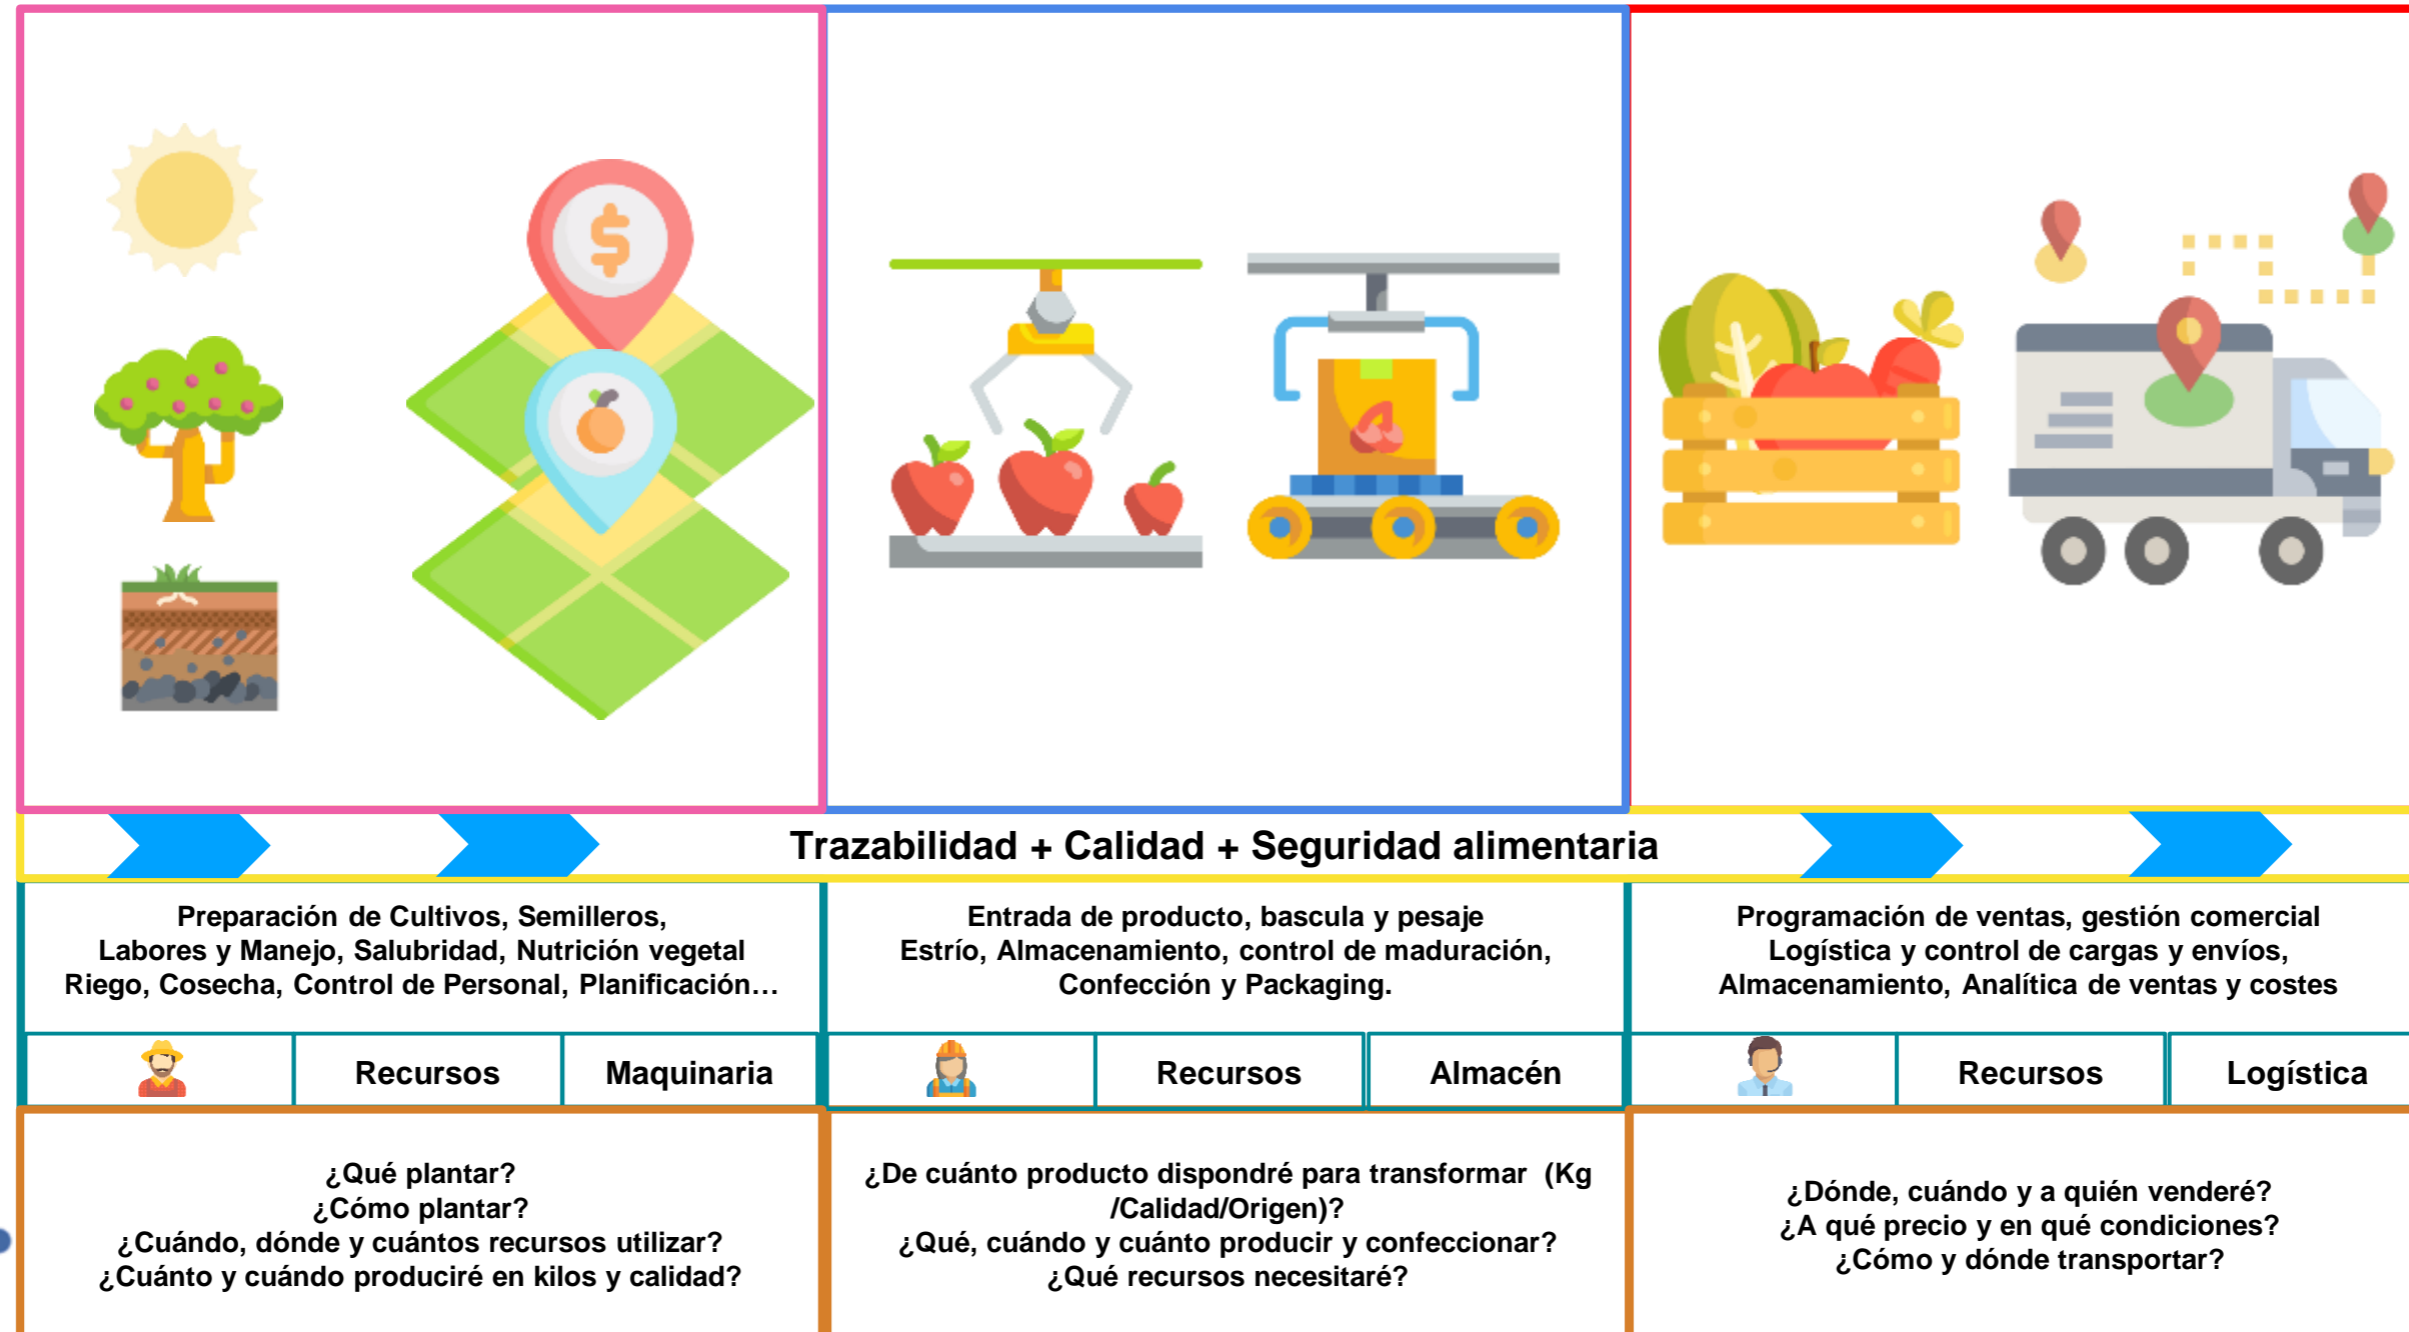 Trazabilidad + Calidad + Seguridad alimentaria
Preparación de Cultivos, Semilleros,
Labores y Manejo, Salubridad, Nutrición vegetal
Riego, Cosecha, Control de Personal, Planificación…
Entrada de producto, bascula y pesaje
Estrío, Almacenamiento, control de maduración,
Confección y Packaging.
Programación de ventas, gestión comercial
Logística y control de cargas y envíos,
Almacenamiento, Analítica de ventas y costes
Recursos
Maquinaria
Recursos
Almacén
Recursos
Logística
¿Qué plantar?
¿Cómo plantar?
¿Cuándo, dónde y cuántos recursos utilizar?
¿Cuánto y cuándo produciré en kilos y calidad?
¿De cuánto producto dispondré para transformar (Kg
/Calidad/Origen)?
¿Qué, cuándo y cuánto producir y confeccionar?
¿Qué recursos necesitaré?
¿Dónde, cuándo y a quién venderé?
¿A qué precio y en qué condiciones?
¿Cómo y dónde transportar?
$